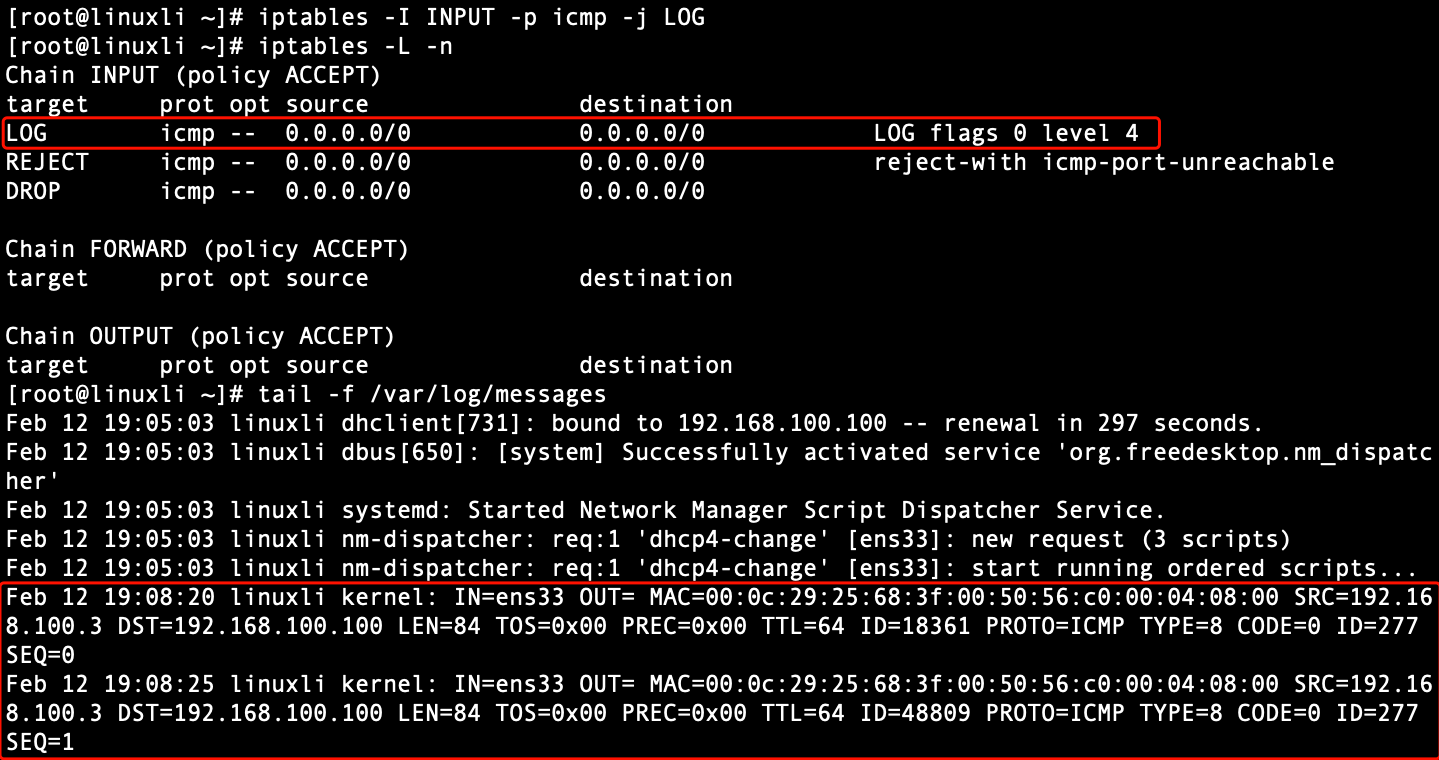 [root@linuxli ~]# iptables -I INPUT -p icmp -j LOG
[root@linuxli ~]# iptables -L -n
Chain INPUT (policy ACCEPT)
target     prot opt source               destination
LOG        icmp --  0.0.0.0/0            0.0.0.0/0            LOG flags 0 level 4
REJECT     icmp --  0.0.0.0/0            0.0.0.0/0            reject-with icmp-port-unreachable
DROP       icmp --  0.0.0.0/0            0.0.0.0/0
Chain FORWARD (policy ACCEPT)
target     prot opt source               destination
Chain OUTPUT (policy ACCEPT)
target     prot opt source               destination
[root@linuxli ~]# tail -f /var/log/messages
Feb 12 19:05:03 linuxli dhclient[731]: bound to 192.168.100.100 -- renewal in 297 seconds.
Feb 12 19:05:03 linuxli dbus[650]: [system] Successfully activated service 'org.freedesktop.nm_dispatc
her'
Feb 12 19:05:03 linuxli systemd: Started Network Manager Script Dispatcher Service.
Feb 12 19:05:03 linuxli nm-dispatcher: req:1 'dhcp4-change' [ens33]: new request (3 scripts)
Feb 12 19:05:03 linuxli nm-dispatcher: req:1 'dhcp4-change' [ens33]: start running ordered scripts...
Feb 12 19:08:20 linuxli kernel: IN=ens33 OUT= MAC=00:0c:29:25:68:3f:00:50:56:c0:00:04:08:00 SRC=192.16
8.100.3 DST=192.168.100.100 LEN=84 TOS=0x00 PREC=0x00 TTL=64 ID=18361 PROTO=ICMP TYPE=8 CODE=0 ID=277
SEQ=0
Feb 12 19:08:25 linuxli kernel: IN=ens33 OUT= MAC=00:0c:29:25:68:3f:00:50:56:c0:00:04:08:00 SRC=192.16
8.100.3 DST=192.168.100.100 LEN=84 TOS=0x00 PREC=0x00 TTL=64 ID=48809 PROTO=ICMP TYPE=8 CODE=0 ID=277
SEQ=1